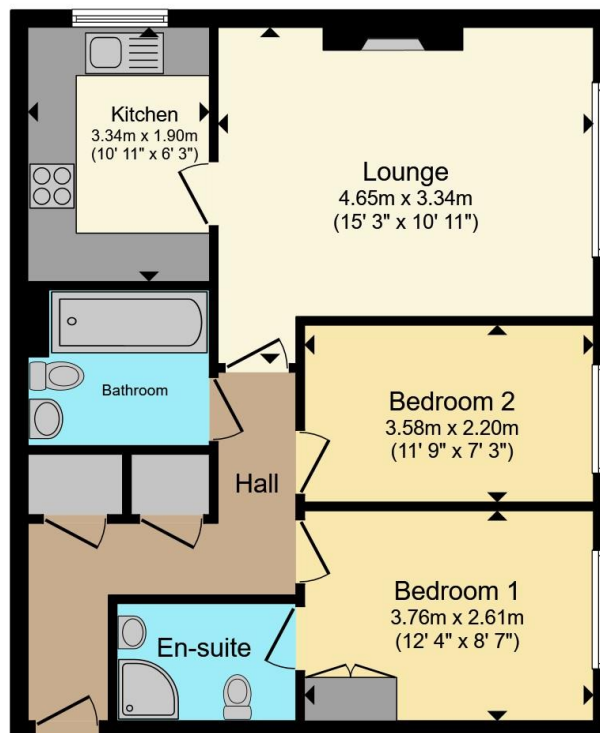 Kitchen
3.34m x 1.90m
(10' 11" x 6' 3")
Lounge
4.65m x 3.34m
(15' 3" x 10' 11")
Bathroom
Bedroom 2
3.58m x 2.20m
(11' 9" x 7' 3")
Hall
Bedroom 1
3.76m x 2.61m
(12' 4" x 8' 7")
En-suite